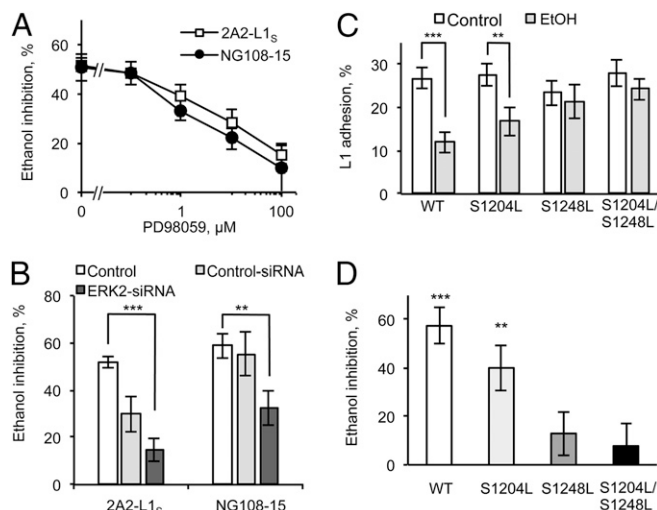 A
Ethanol inhibition, %
60
40
20
0
2A2-L1S
NG108-15
0
1
100
PD98059, µM
B
Ethanol inhibition, %
80
60
40
20
0
Control
Control-siRNA
ERK2-siRNA
***
**
2A2-L1S
NG108-15
C
L1 adhesion, %
30
20
10
0
Control
EtOH
***
**
WT
S1204L
S1248L
S1204L/
S1248L
D
Ethanol inhibition, %
60
40
20
0
***
**
WT
S1204L
S1248L
S1204L/
S1248L